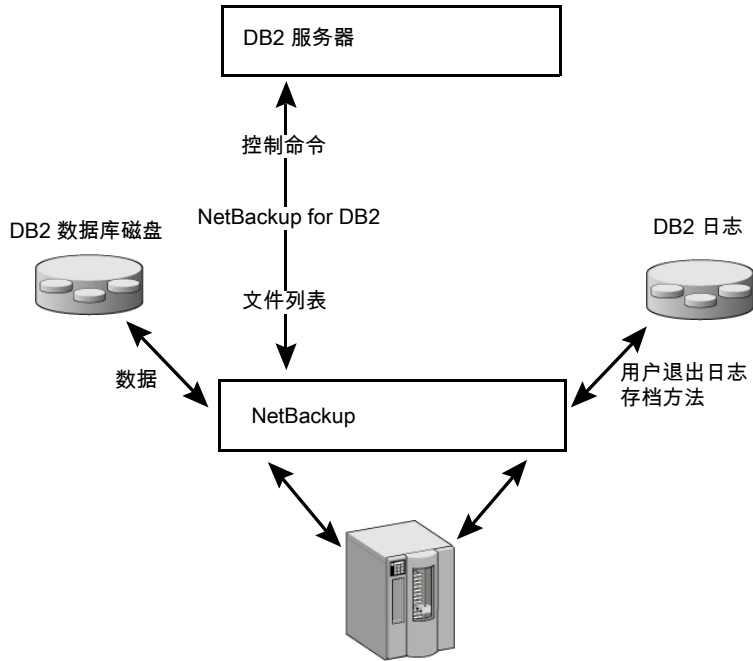 DB2 服务器
控制命令
NetBackup for DB2
DB2 数据库磁盘
DB2 日志
文件列表
数据
用户退出日志
存档方法
NetBackup